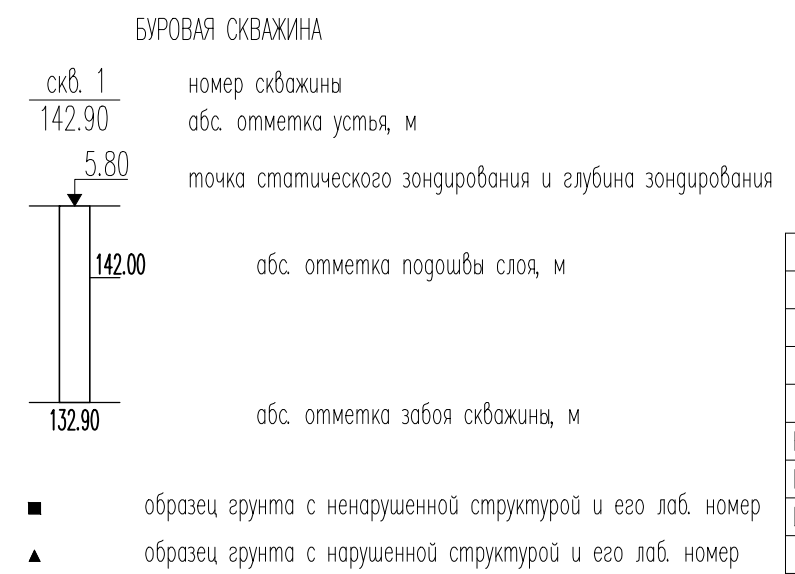 БУРОВАЯ СКВАЖИНА
скв. 1 номер скважины
142.90 абс. отметка устья, м
5.80
точка статического зондирования и глубина зондирования
142.00 абс. отметка подошвы слоя, м
132.90 абс. отметка забоя скважины, м
образец грунта с ненарушенной структурой и его лаб. номер
образец грунта с нарушенной структурой и его лаб. номер